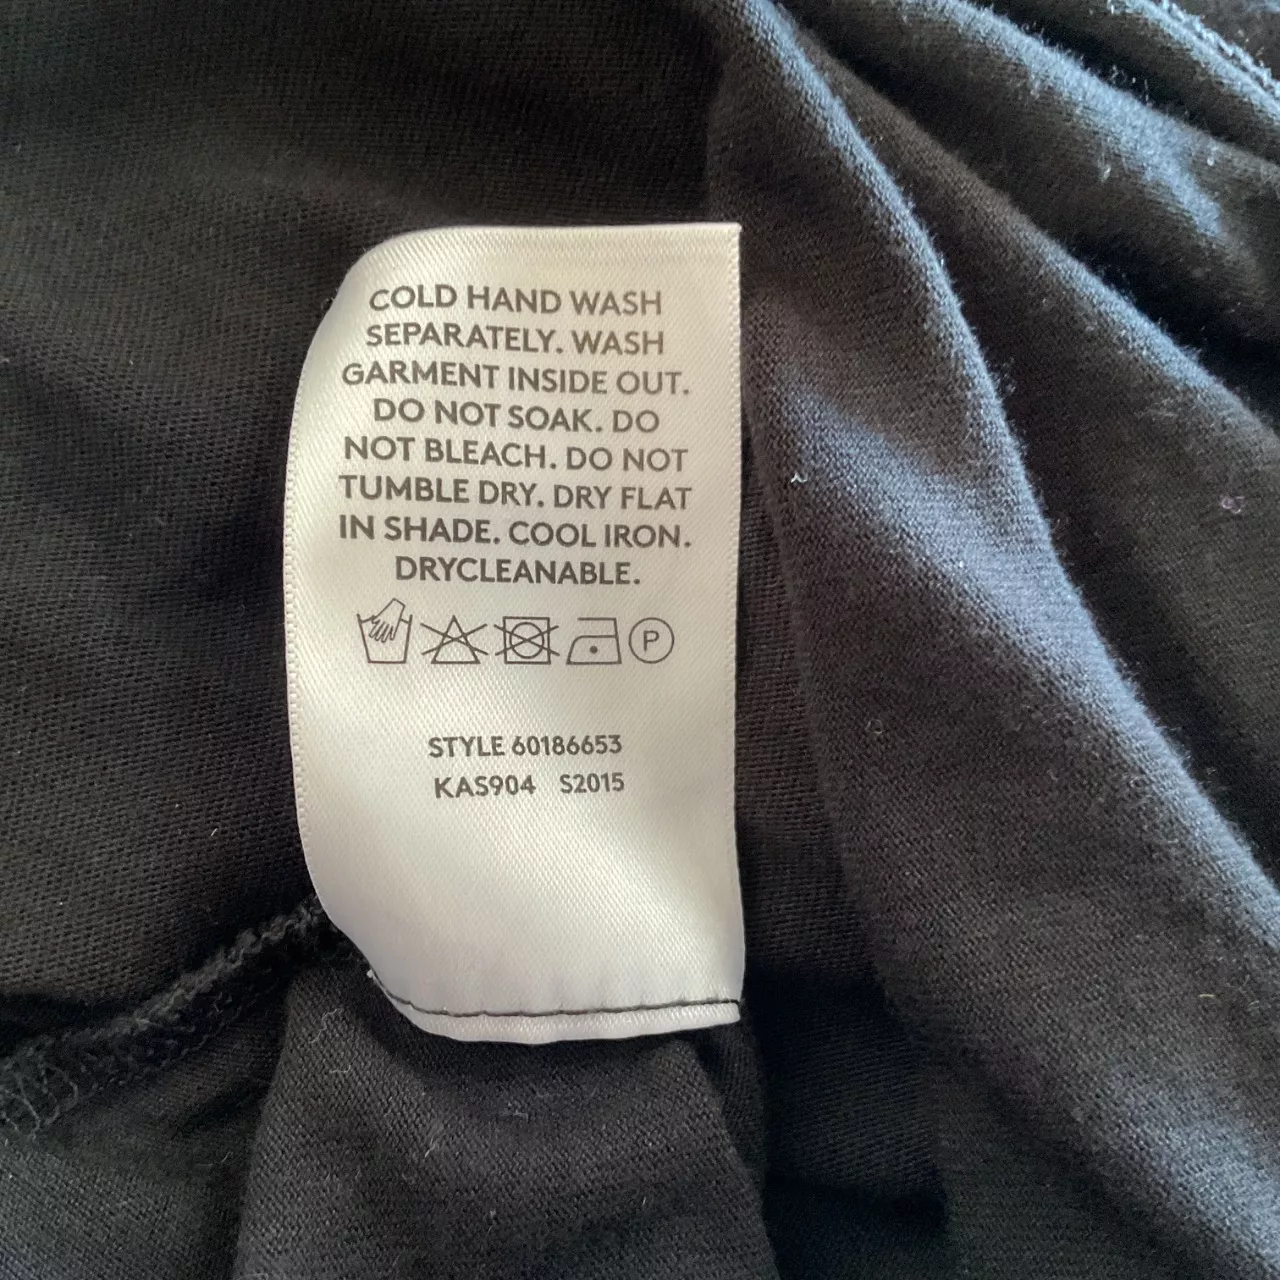 COLD HAND WASH
SEPARATELY. WASH
GARMENT INSIDE OUT.
DO NOT SOAK. DO
NOT BLEACH. DO NOT
TUMBLE DRY. DRY FLAT
IN SHADE. COOL IRON.
DRYCLEANABLE.
P
STYLE 60186653
KAS904 S2015